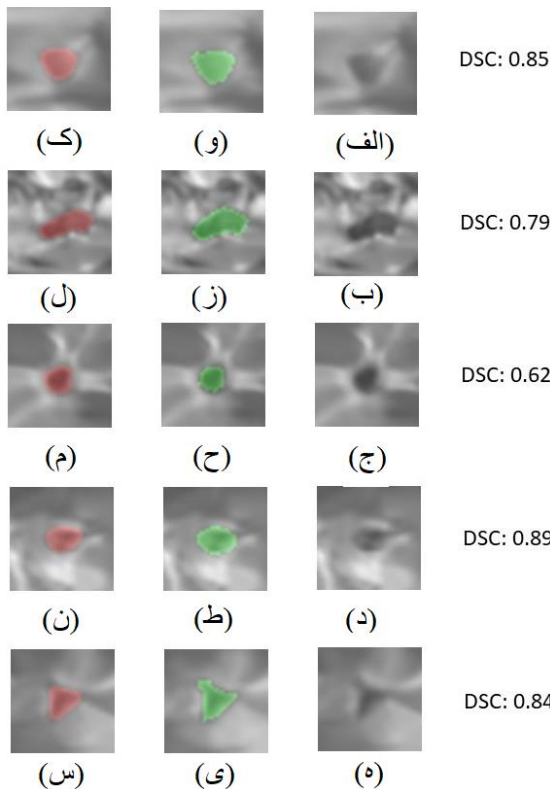 DSC: 0.85
(الف) (و) (ک)
DSC: 0.79
(ب) (ز) (ل)
DSC: 0.62
(ج) (ح) (م)
DSC: 0.89
(د) (ط) (ن)
DSC: 0.84
(ه) (ی) (س)